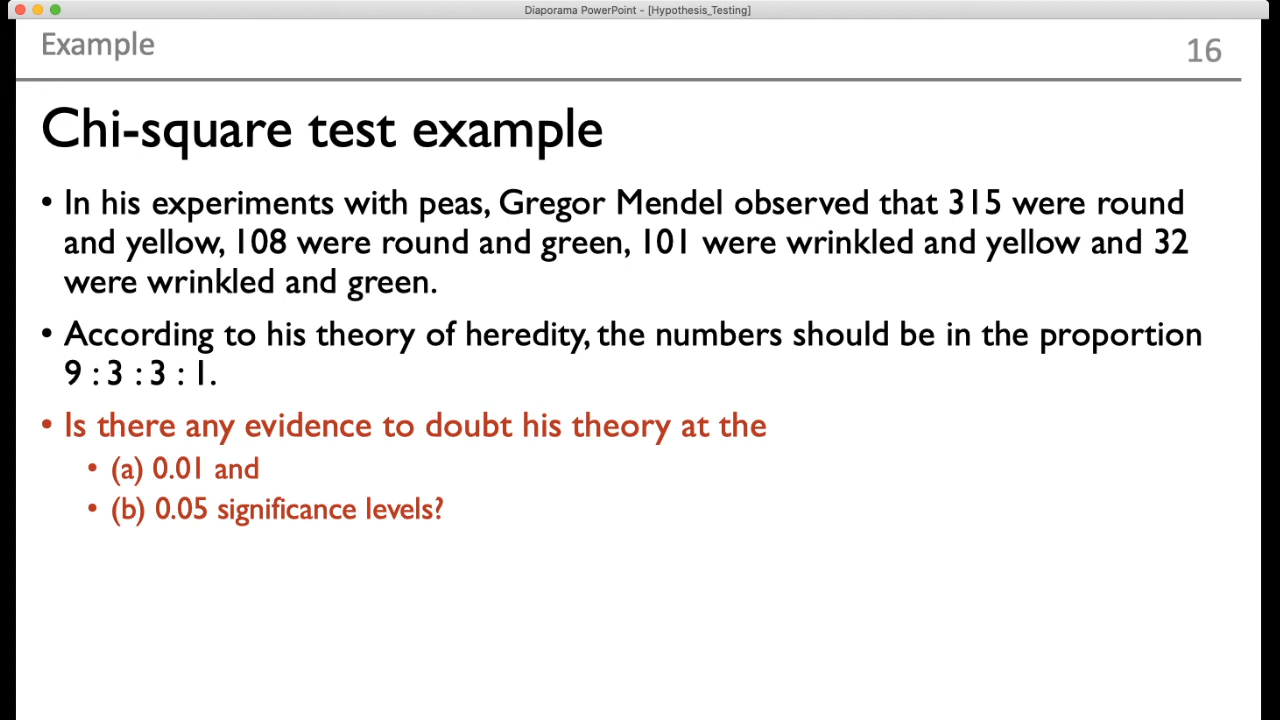 Diaporama PowerPoint - [Hypothesis_Testing]
Example
16
Chi-square test example
• In his experiments with peas, Gregor Mendel observed that 315 were round
and yellow, 108 were round and green, 101 were wrinkled and yellow and 32
were wrinkled and green.
• According to his theory of heredity, the numbers should be in the proportion
9 : 3 : 3 : 1.
• Is there any evidence to doubt his theory at the
• (a) 0.01 and
• (b) 0.05 significance levels?